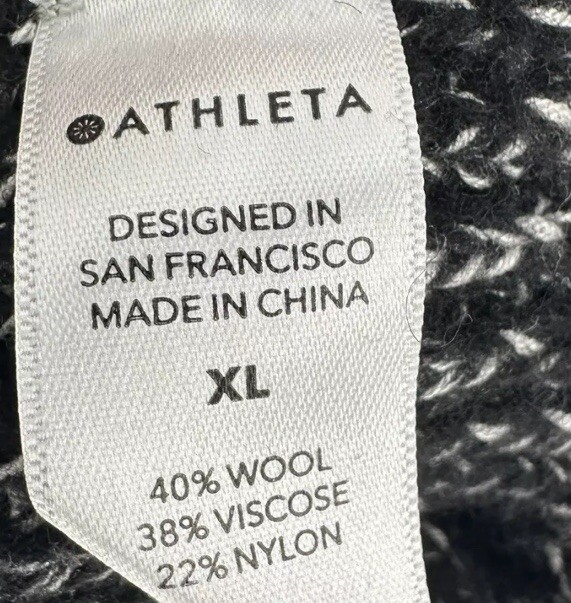 ATHLETA
DESIGNED IN
SAN FRANCISCO
MADE IN CHINA
XL
40% WOOL
38% VISCOSE
22% NYLON